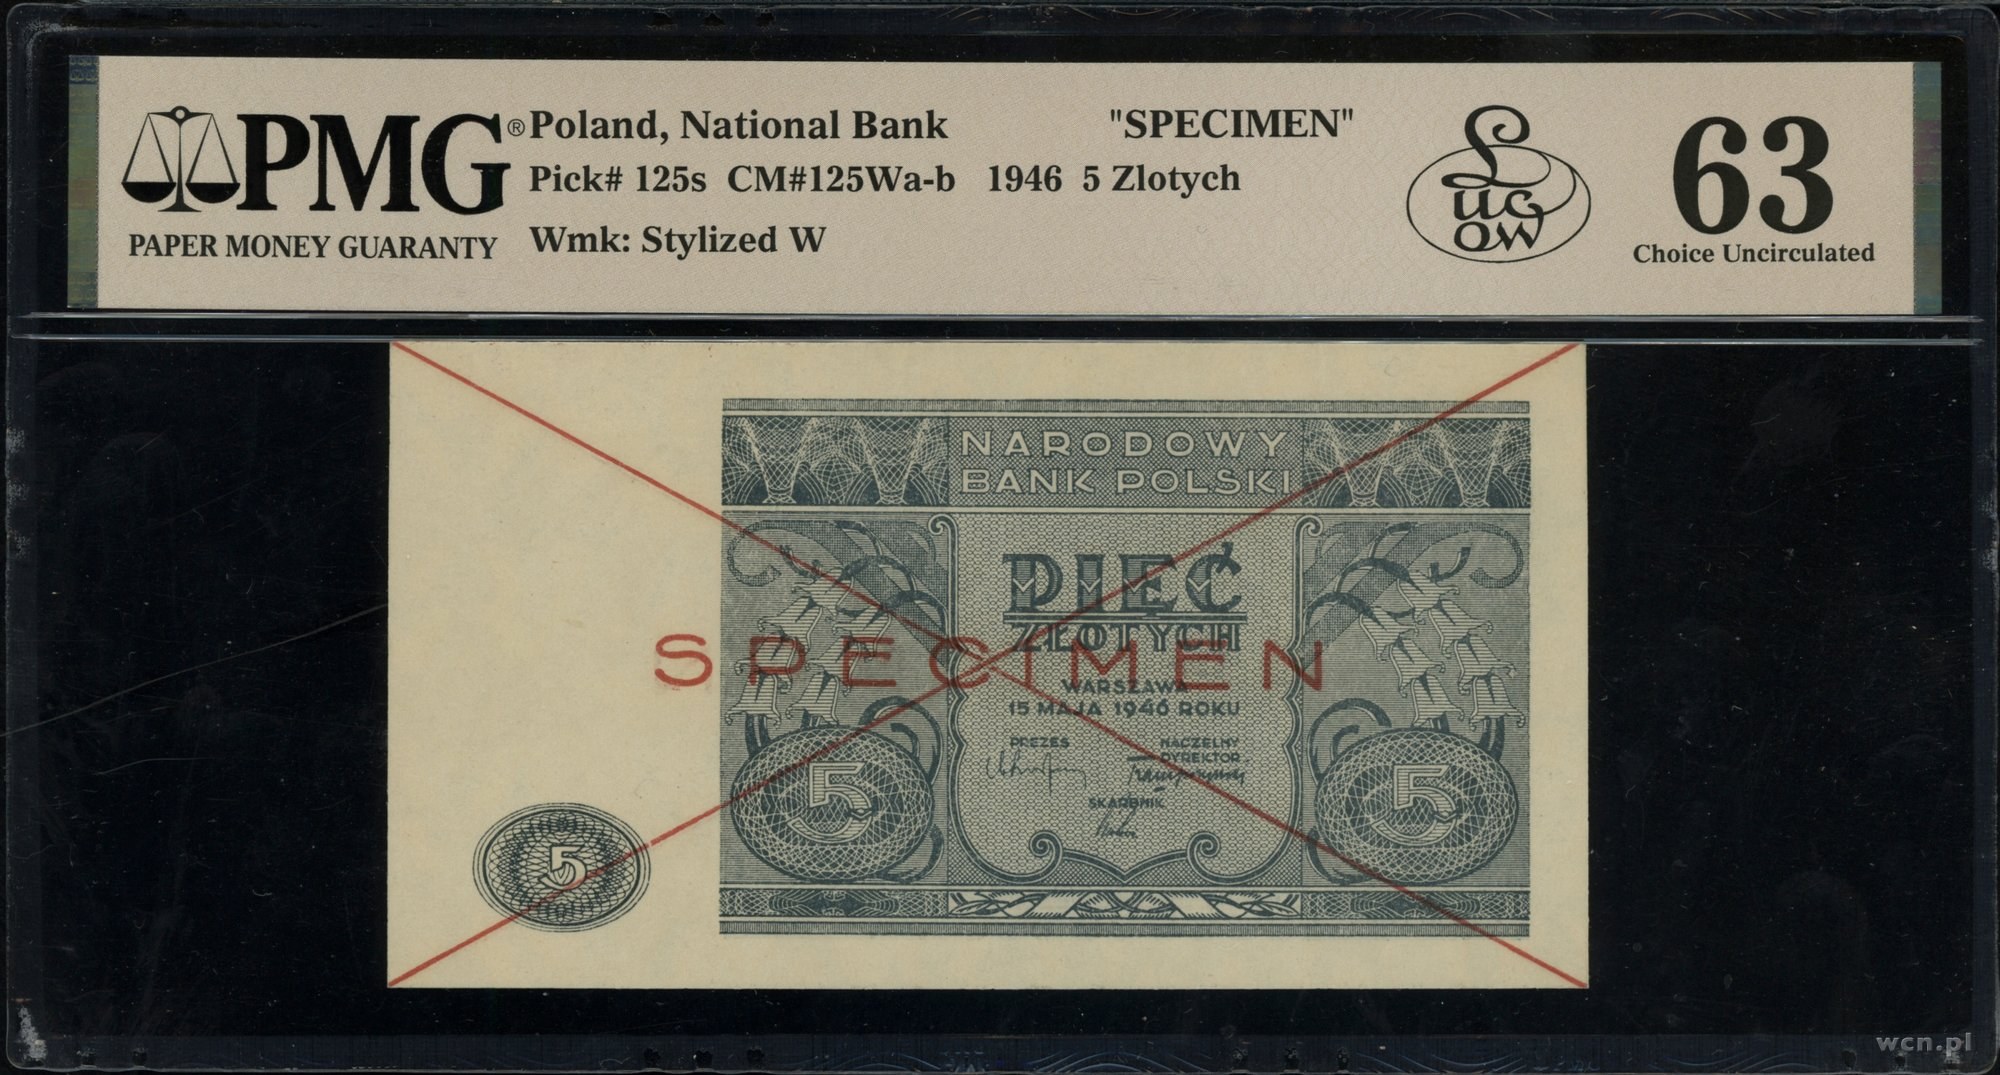 PMG® Poland, National Bank "SPECIMEN"
Pick# 125s CM#125Wa-b 1946 5 Zlotych
PAPER MONEY GUARANTY
Wmk: Stylized W
Lucow
63
Choice Uncirculated
NARODOWY
BANK POLSKI
PIĘĆ
ZŁOTYCH
SPECIMEN
WARSZAWA
15 MAJA 1946 ROKU
PREZES
NACZELNY
DYREKTOR
SKARBNIK
5
5
5
wcn.pl